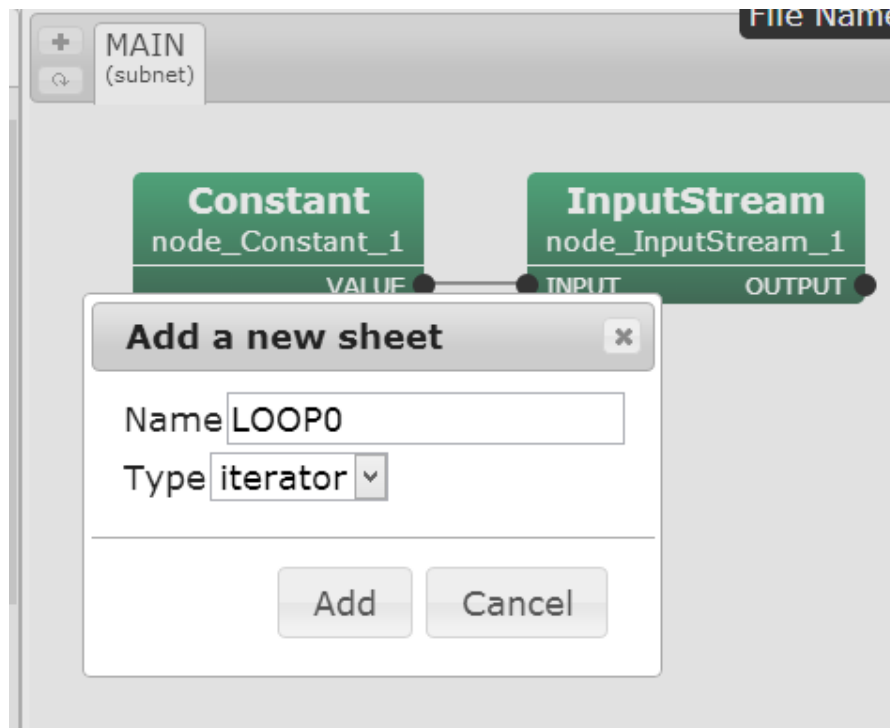 File Name
MAIN
(subnet)
Constant
node_Constant_1
VALUE
InputStream
node_InputStream_1
INPUT OUTPUT
Add a new sheet
Name LOOP0
Type iterator
Add Cancel